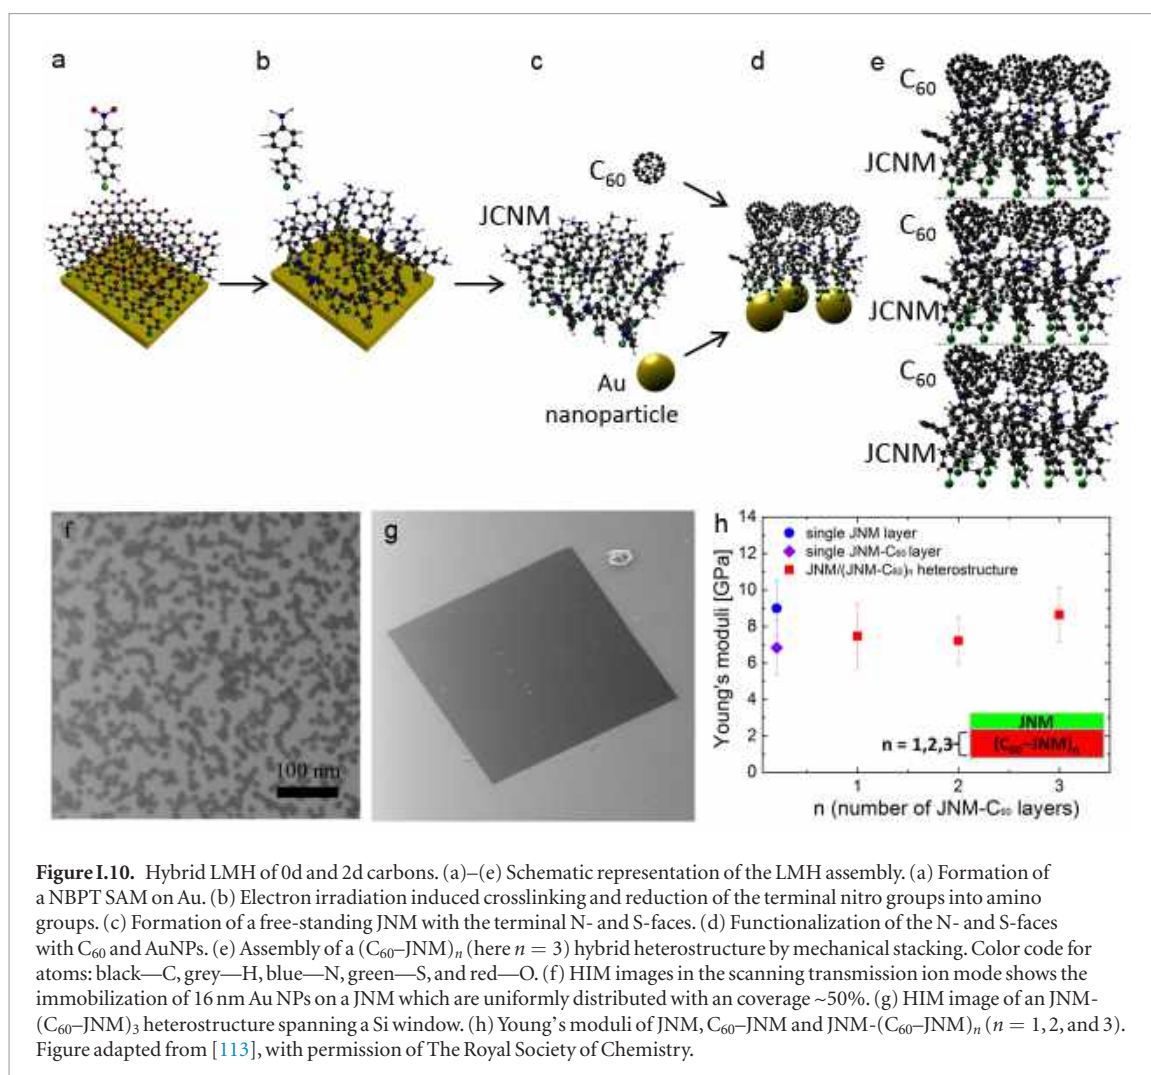 a
b
c
d
e
C₆₀
JCNM
C₆₀
JCNM
Au
nanoparticle
C₆₀
JCNM
C₆₀
JCNM
f
100 nm
g
h
14
12
10
8
6
4
2
0
Young's moduli [GPa]
single JNM layer
single JNM-C₆₀ layer
JNM/(JNM-C₆₀)ₙ heterostructure
JNM
n = 1,2,3
(C₆₀–JNM)ₙ
1
2
3
n (number of JNM-C₆₀ layers)
Figure I.10. Hybrid LMH of 0d and 2d carbons. (a)–(e) Schematic representation of the LMH assembly. (a) Formation of
a NBPT SAM on Au. (b) Electron irradiation induced crosslinking and reduction of the terminal nitro groups into amino
groups. (c) Formation of a free-standing JNM with the terminal N- and S-faces. (d) Functionalization of the N- and S-faces
with C₆₀ and AuNPs. (e) Assembly of a (C₆₀–JNM)ₙ (here n = 3) hybrid heterostructure by mechanical stacking. Color code for
atoms: black—C, grey—H, blue—N, green—S, and red—O. (f) HIM images in the scanning transmission ion mode shows the
immobilization of 16 nm Au NPs on a JNM which are uniformly distributed with an coverage ~50%. (g) HIM image of an JNM-
(C₆₀–JNM)₃ heterostructure spanning a Si window. (h) Young's moduli of JNM, C₆₀–JNM and JNM-(C₆₀–JNM)ₙ (n = 1, 2, and 3).
Figure adapted from [113], with permission of The Royal Society of Chemistry.